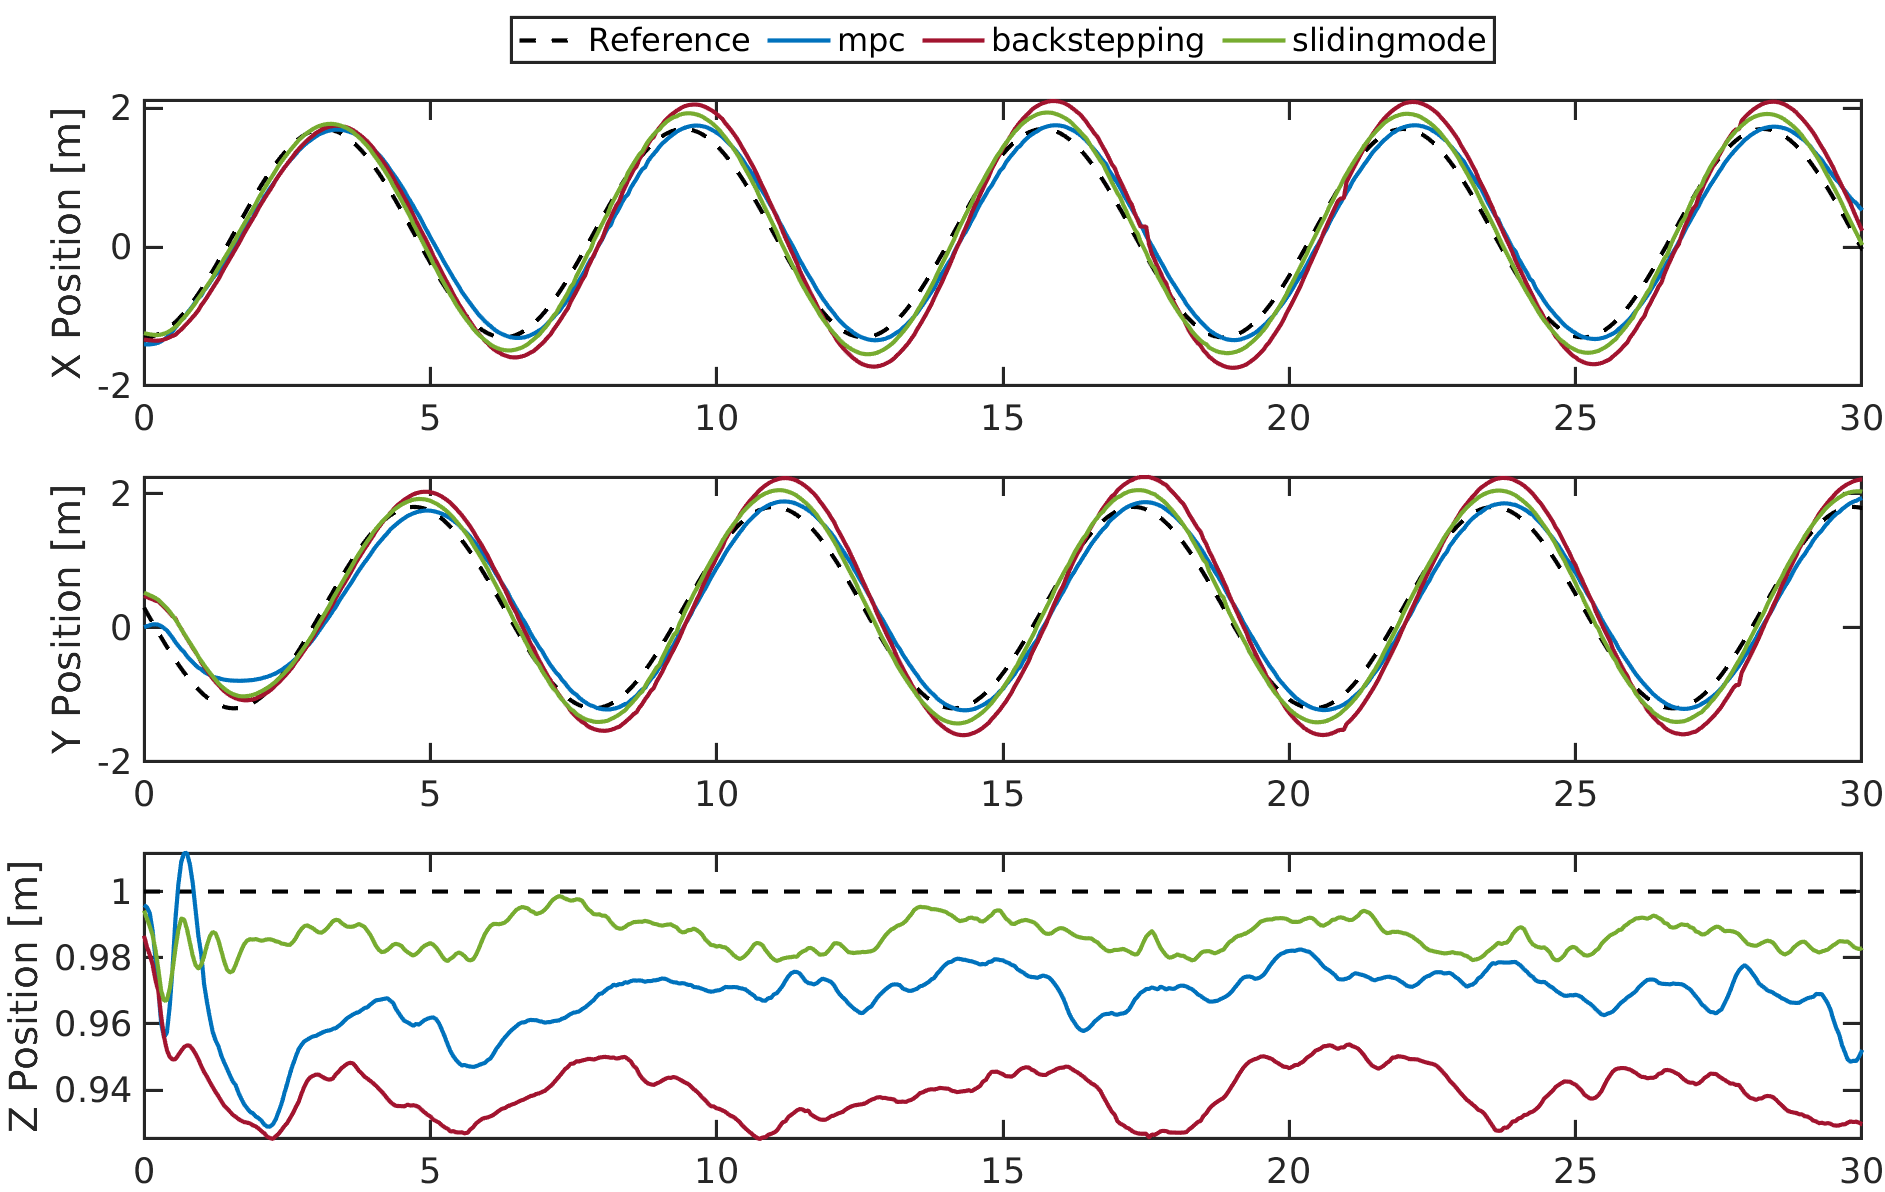 Reference mpc backstepping slidingmode
X Position [m]
2
0
-2
0 5 10 15 20 25 30
Y Position [m]
2
0
-2
0 5 10 15 20 25 30
Z Position [m]
1
0.98
0.96
0.94
0 5 10 15 20 25 30